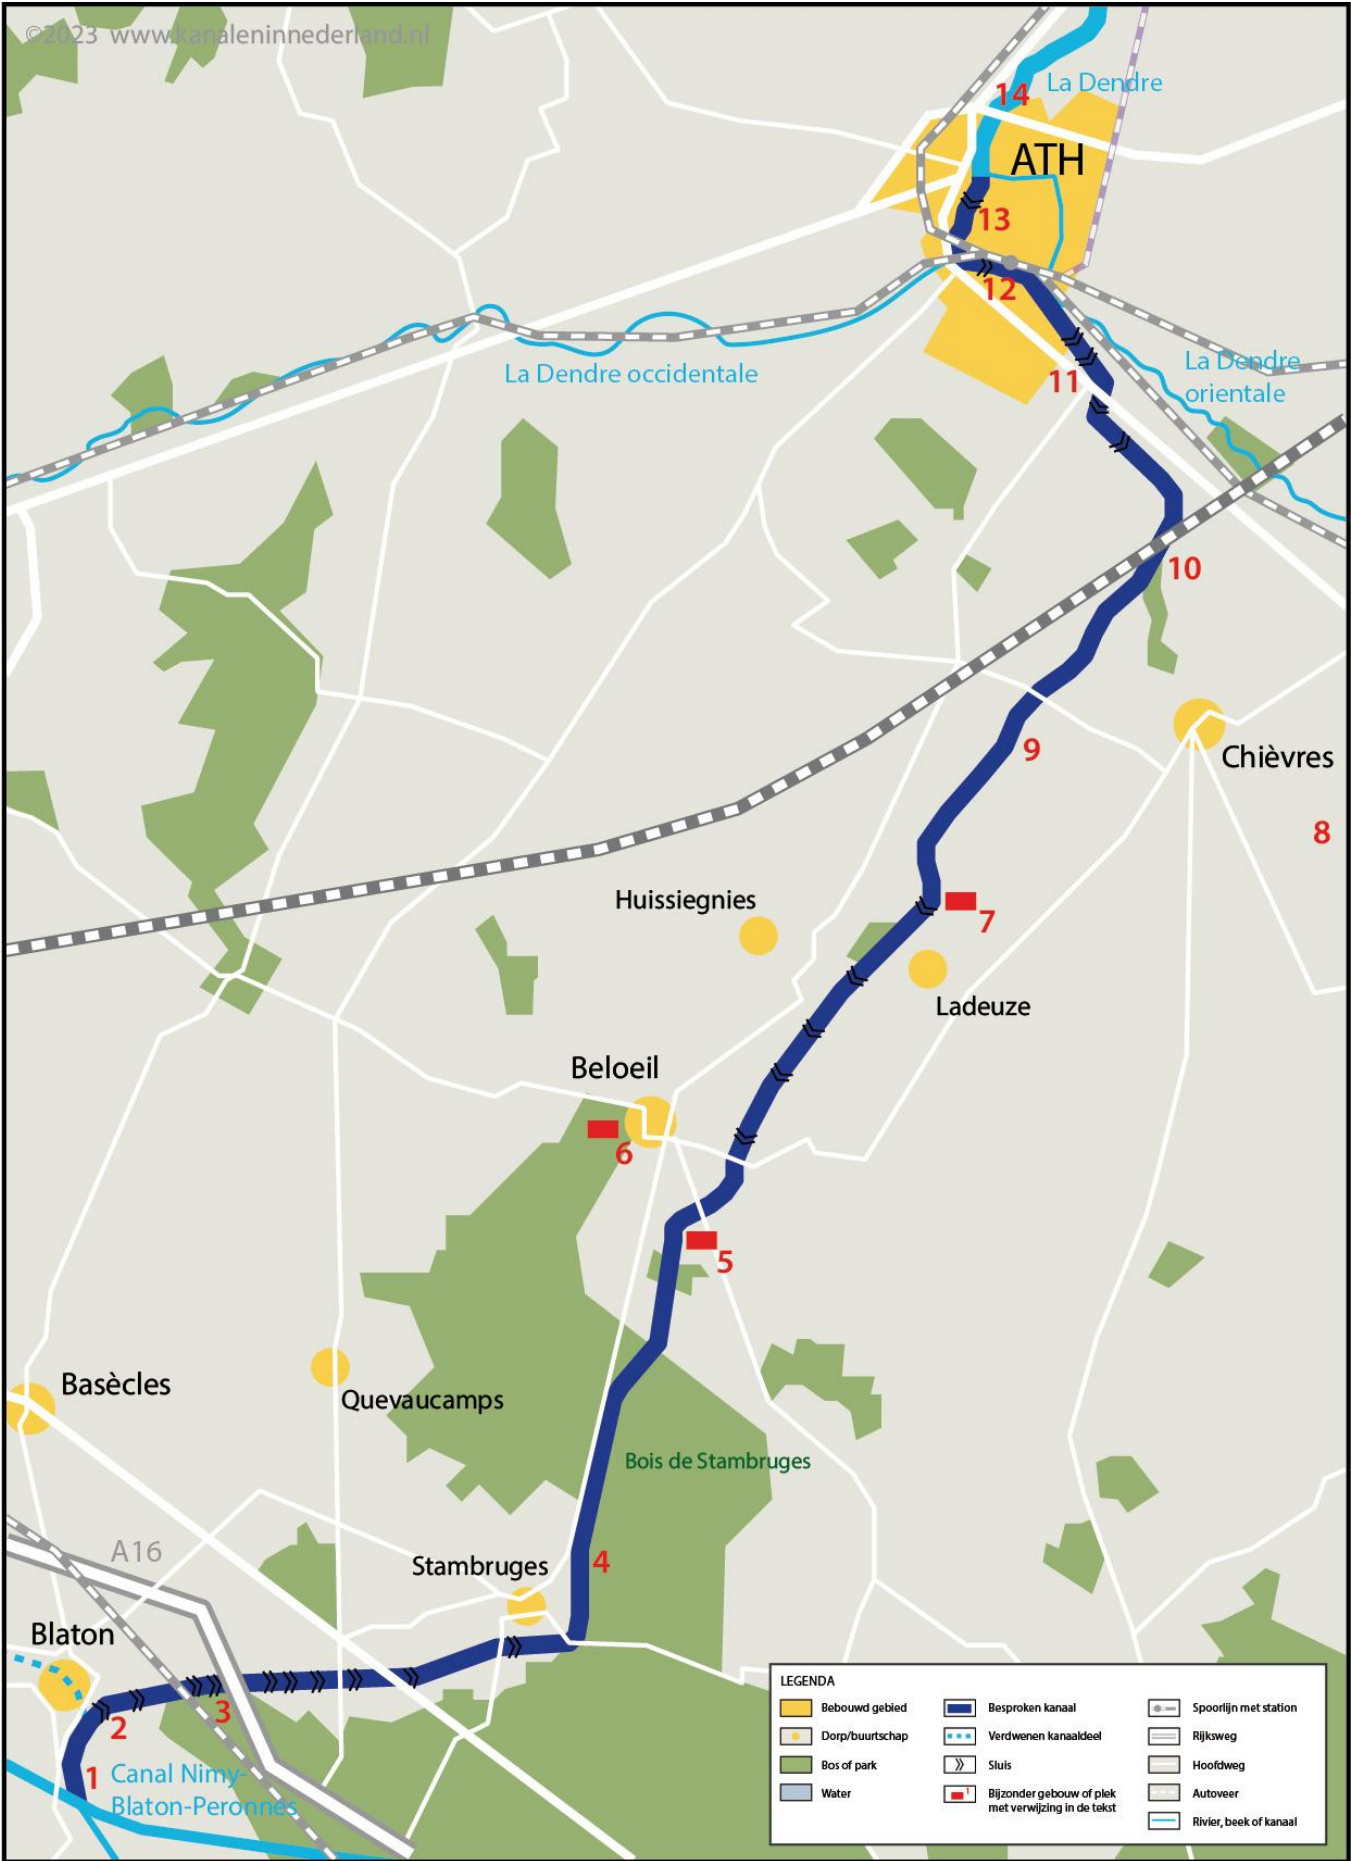 ©2023 www.kanaleninnederland.nl
La Dendre
14
ATH
13
12
La Dendre
orientale
La Dendre occidentale
11
10
9
Chièvres
8
Huissiegnies
7
Ladeuze
Beloeil
6
5
Basècles
Quevaucamps
Bois de Stambruges
A16
Stambruges
4
Blaton
3
2
1
Canal Nimy-
Blaton-Peronnes
LEGENDA
Bebouwd gebied
Dorp/buurtschap
Bos of park
Water
Besproken kanaal
Verdwenen kanaaldeel
Sluis
1
Bijzonder gebouw of plek
met verwijzing in de tekst
Spoorlijn met station
Rijksweg
Hoofdweg
Autoveer
Rivier, beek of kanaal